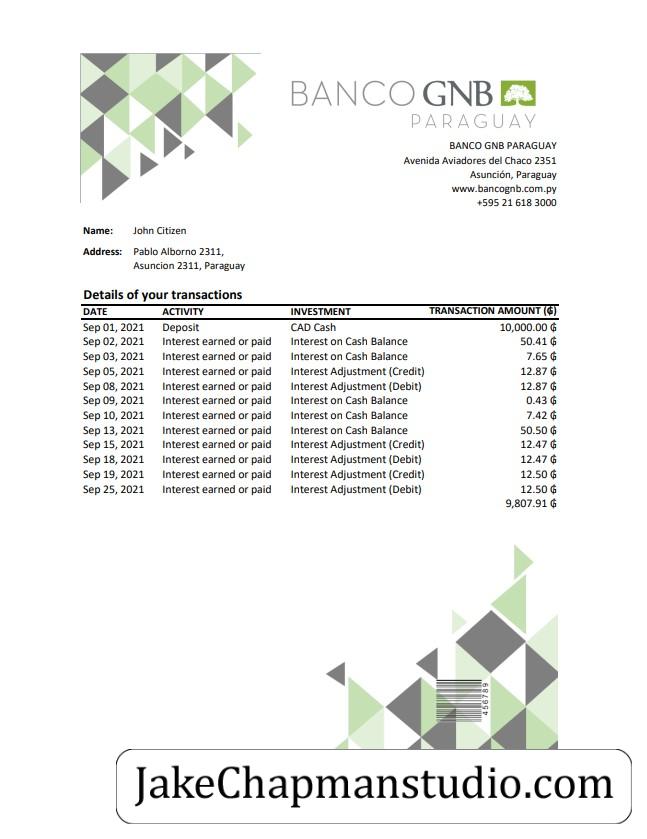 BANCO GNB
PARAGUAY
BANCO GNB PARAGUAY
Avenida Aviadores del Chaco 2351
Asunción, Paraguay
www.bancognb.com.py
+595 21 618 3000
Name: John Citizen
Address: Pablo Alborno 2311,
Asuncion 2311, Paraguay
Details of your transactions
DATE ACTIVITY INVESTMENT TRANSACTION AMOUNT (₲)
Sep 01, 2021 Deposit CAD Cash 10,000.00 ₲
Sep 02, 2021 Interest earned or paid Interest on Cash Balance 50.41 ₲
Sep 03, 2021 Interest earned or paid Interest on Cash Balance 7.65 ₲
Sep 05, 2021 Interest earned or paid Interest Adjustment (Credit) 12.87 ₲
Sep 08, 2021 Interest earned or paid Interest Adjustment (Debit) 12.87 ₲
Sep 09, 2021 Interest earned or paid Interest on Cash Balance 0.43 ₲
Sep 10, 2021 Interest earned or paid Interest on Cash Balance 7.42 ₲
Sep 13, 2021 Interest earned or paid Interest on Cash Balance 50.50 ₲
Sep 15, 2021 Interest earned or paid Interest Adjustment (Credit) 12.47 ₲
Sep 18, 2021 Interest earned or paid Interest Adjustment (Debit) 12.47 ₲
Sep 19, 2021 Interest earned or paid Interest Adjustment (Credit) 12.50 ₲
Sep 25, 2021 Interest earned or paid Interest Adjustment (Debit) 12.50 ₲
9,807.91 ₲
456789
JakeChapmanstudio.com